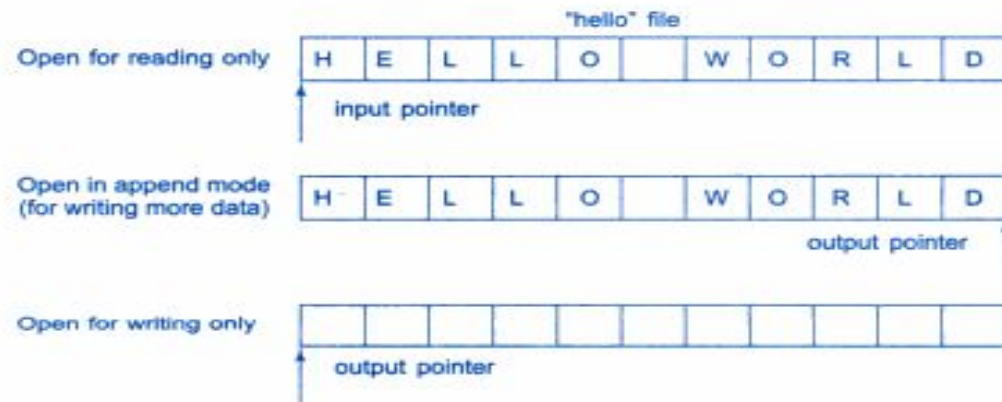 "hello" file
Open for reading only
H E L L O W O R L D
input pointer
Open in append mode
(for writing more data)
H E L L O W O R L D
output pointer
Open for writing only
output pointer